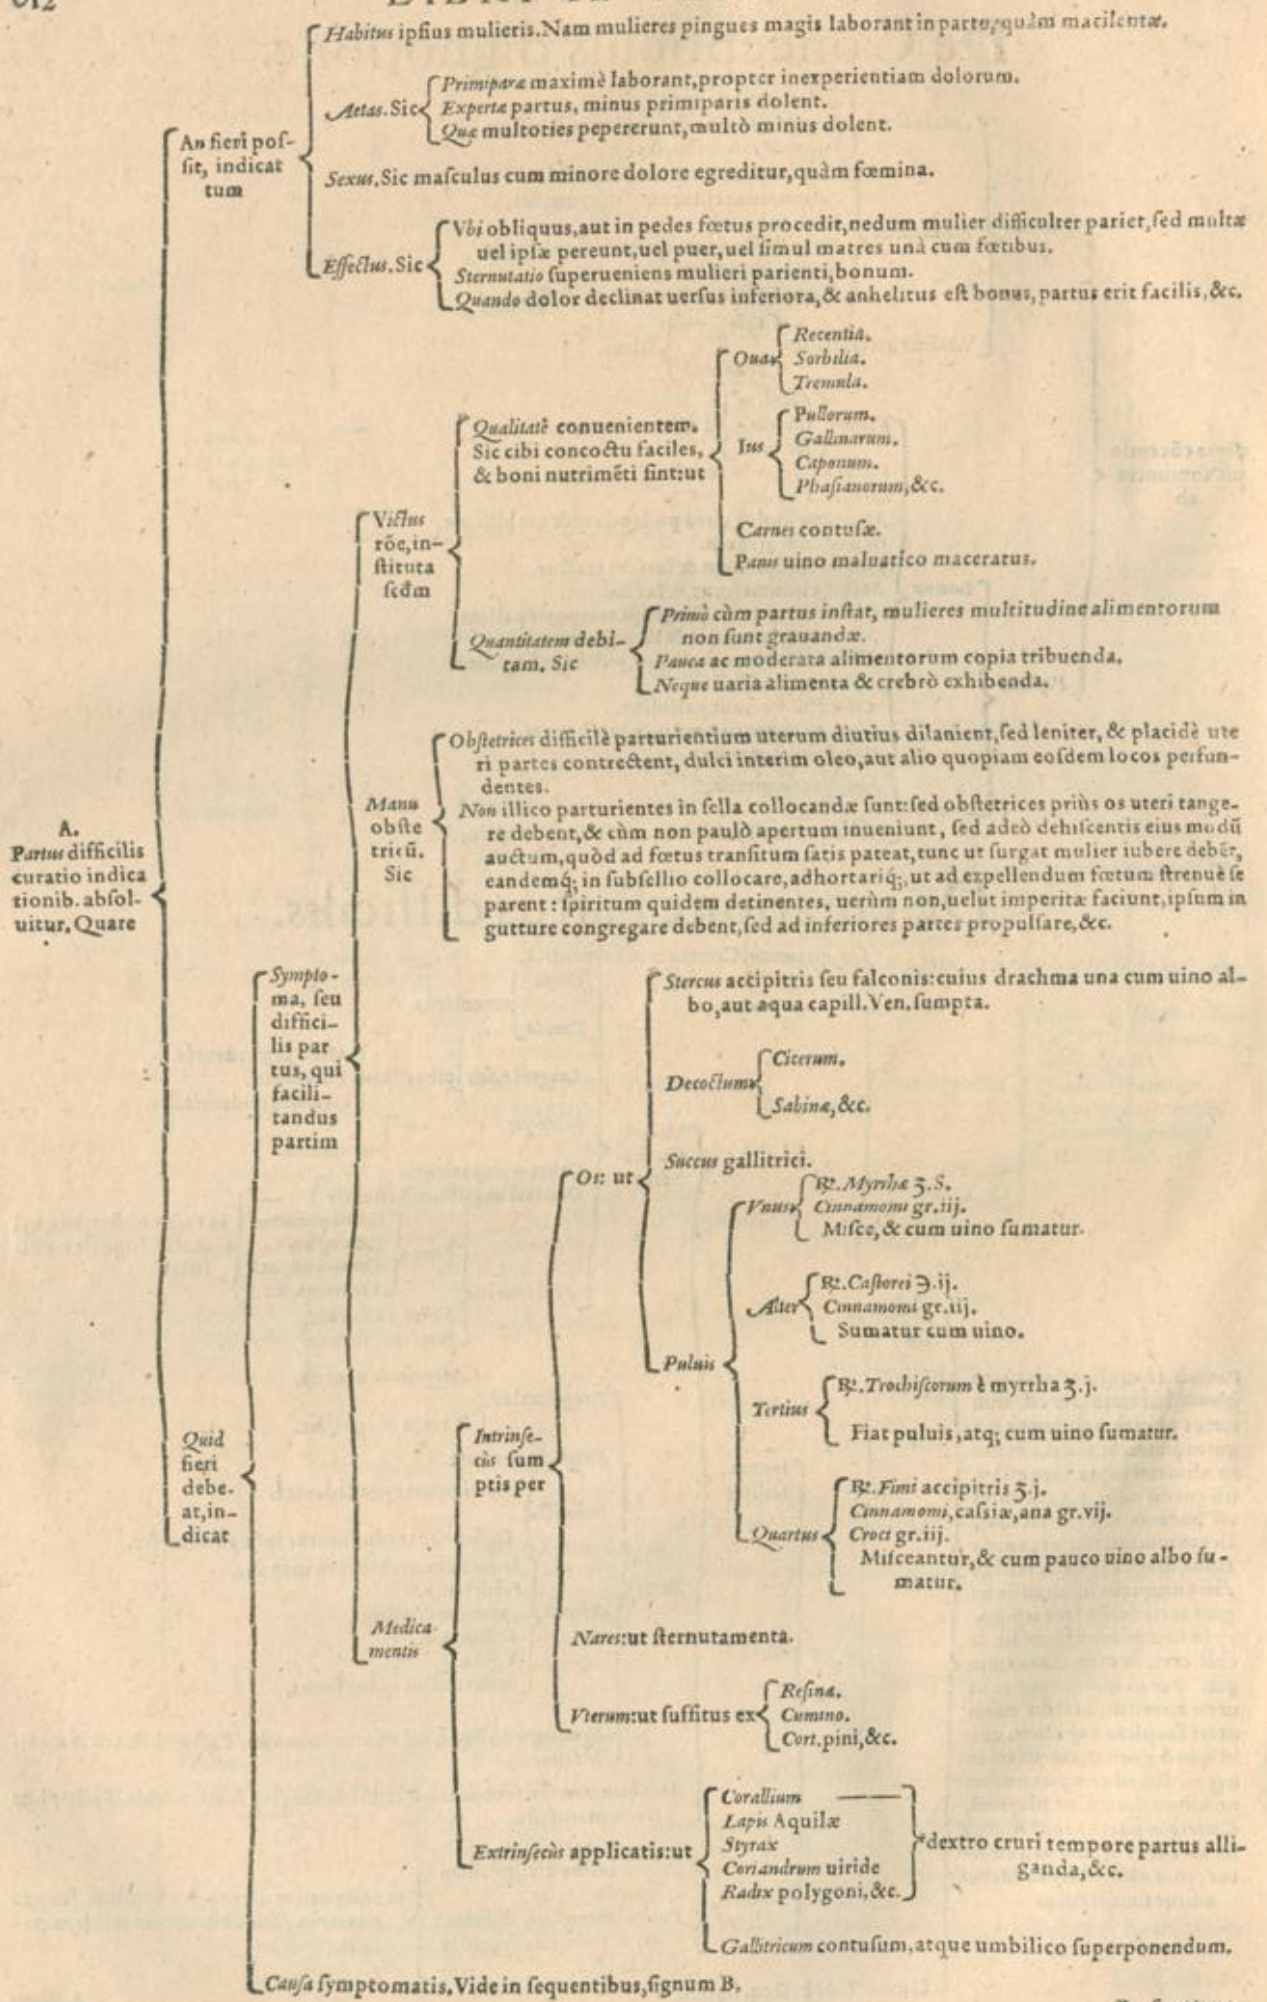 Habitus ipſius mulieris. Nam mulieres pingues magis laborant in partu, quàm macilentæ.
Aetas. Sic
Primiparæ maximè laborant, propter inexperientiam dolorum.
Expertæ partus, minus primiparis dolent.
Quæ multoties pepererunt, multò minus dolent.
An fieri poſ-
ſit, indicat
tum
Sexus. Sic maſculus cum minore dolore egreditur, quàm fœmina.
Effectus. Sic
Vbi obliquus, aut in pedes fœtus procedit, nedum mulier difficulter pariet, ſed multæ
uel ipſæ pereunt, uel puer, uel ſimul matres unà cum fœtibus.
Sternutatio ſuperueniens mulieri parienti, bonum.
Quando dolor declinat uerſus inferiora, & anhelitus eſt bonus, partus erit facilis, &c.
A.
Partus difficilis
curatio indica
tionib. abſol-
uitur. Quare
Quid
fieri
debe-
at, in-
dicat
Sympto-
ma, ſeu
diffici-
lis par
tus, qui
facili-
tandus
partim
Victus
rõe, in-
ſtituta
ſecđm
Qualitatẽ conuenientem.
Sic cibi concoctu faciles,
& boni nutrimẽti ſint: ut
Oua
Recentia.
Sorbilia.
Tremula.
Ius
Pullorum.
Gallinarum.
Caponum.
Phaſianorum, &c.
Carnes contuſæ.
Panis uino maluatico maceratus.
Quantitatem debi-
tam. Sic
Primò cùm partus inſtat, mulieres multitudine alimentorum
non ſunt grauandæ.
Pauca ac moderata alimentorum copia tribuenda.
Neque uaria alimenta & crebrò exhibenda.
Manu
obſte
tricũ.
Sic
Obſtetrices difficilè parturientium uterum diutius dilanient, ſed leniter, & placidè ute
ri partes contrectent, dulci interim oleo, aut alio quopiam eoſdem locos perfun-
dentes.
Non illico parturientes in ſella collocandæ ſunt: ſed obſtetrices priùs os uteri tange-
re debent, & cùm non paulò apertum inueniunt, ſed adeò dehiſcentis eius modũ
auctum, quòd ad fœtus tranſitum ſatis pateat, tunc ut ſurgat mulier iubere debẽt,
eandemq́; in ſubſellio collocare, adhortariq́;, ut ad expellendum fœtum ſtrenuè ſe
parent: ſpiritum quidem detinentes, uerùm non, uelut imperitæ faciunt, ipſum in
gutture congregare debent, ſed ad inferiores partes propulſare, &c.
Medica
mentis
Intrinſe-
cùs ſum
ptis per
Os: ut
Stercus accipitris ſeu falconis: cuius drachma una cum uino al-
bo, aut aqua capill. Ven. ſumpta.
Decoctum
Cicerum.
Sabinæ, &c.
Succus gallitrici.
Puluis
Vnus
℞. Myrrhæ ʒ. S.
Cinnamomi gr. iij.
Miſce, & cum uino ſumatur.
Alter
℞. Caſtorei ℈. ij.
Cinnamomi gr. iij.
Sumatur cum uino.
Tertius
℞. Trochiſcorum è myrrha ʒ. j.
Fiat puluis, atq; cum uino ſumatur.
Quartus
℞. Fimi accipitris ʒ. j.
Cinnamomi, caſsiæ, ana gr. vij.
Croci gr. iij.
Miſceantur, & cum pauco uino albo ſu-
matur.
Nares: ut ſternutamenta.
Vterum: ut ſuffitus ex
Reſina.
Cumino.
Cort. pini, &c.
Extrinſecùs applicatis: ut
Corallium
Lapis Aquilæ
Styrax
Coriandrum uiride
Radix polygoni, &c.
dextro cruri tempore partus alli-
ganda, &c.
Gallitricum contuſum, atque umbilico ſuperponendum.
Cauſa ſymptomatis. Vide in ſequentibus, ſignum B.